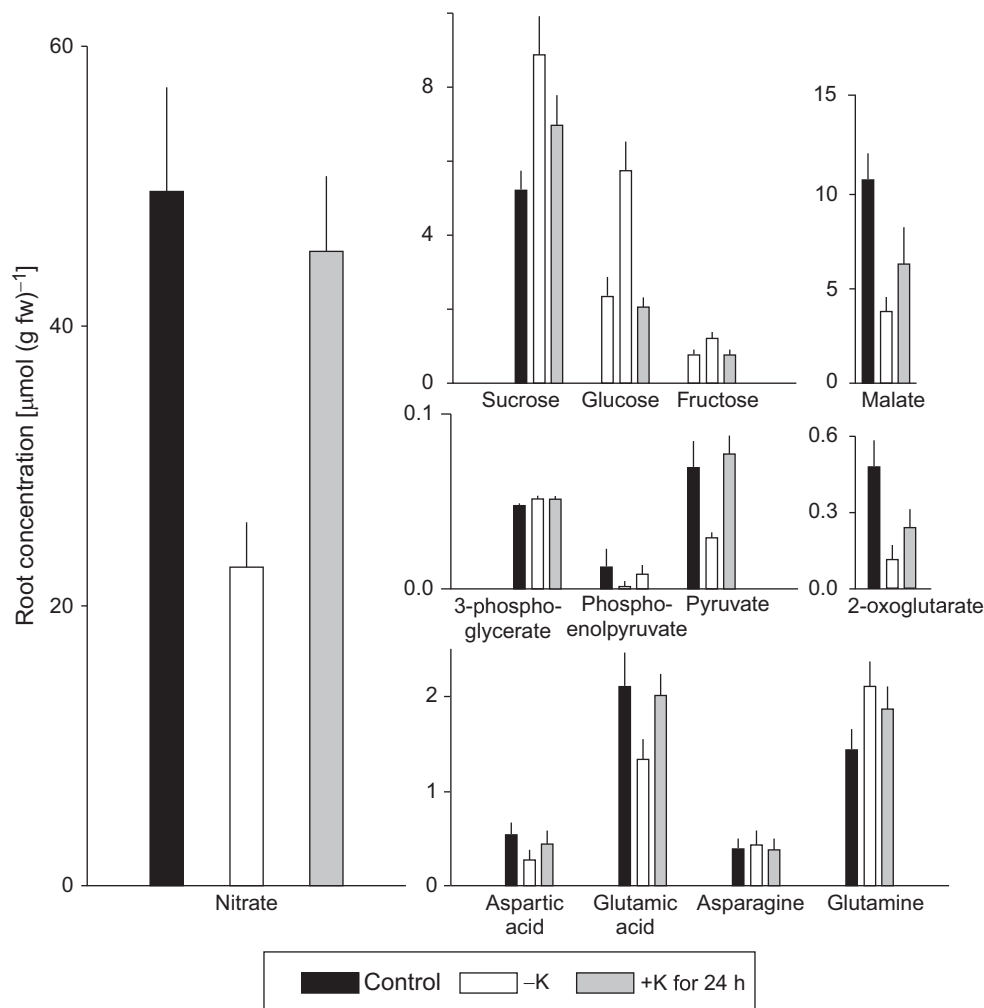 Root concentration [μmol (g fw)⁻¹]
60
40
20
0
Nitrate
8
4
0
Sucrose Glucose Fructose
15
10
5
0
Malate
0.1
0.0
3-phospho-
glycerate
Phospho-
enolpyruvate
Pyruvate
0.6
0.3
0.0
2-oxoglutarate
2
1
0
Aspartic
acid
Glutamic
acid
Asparagine
Glutamine
Control –K +K for 24 h